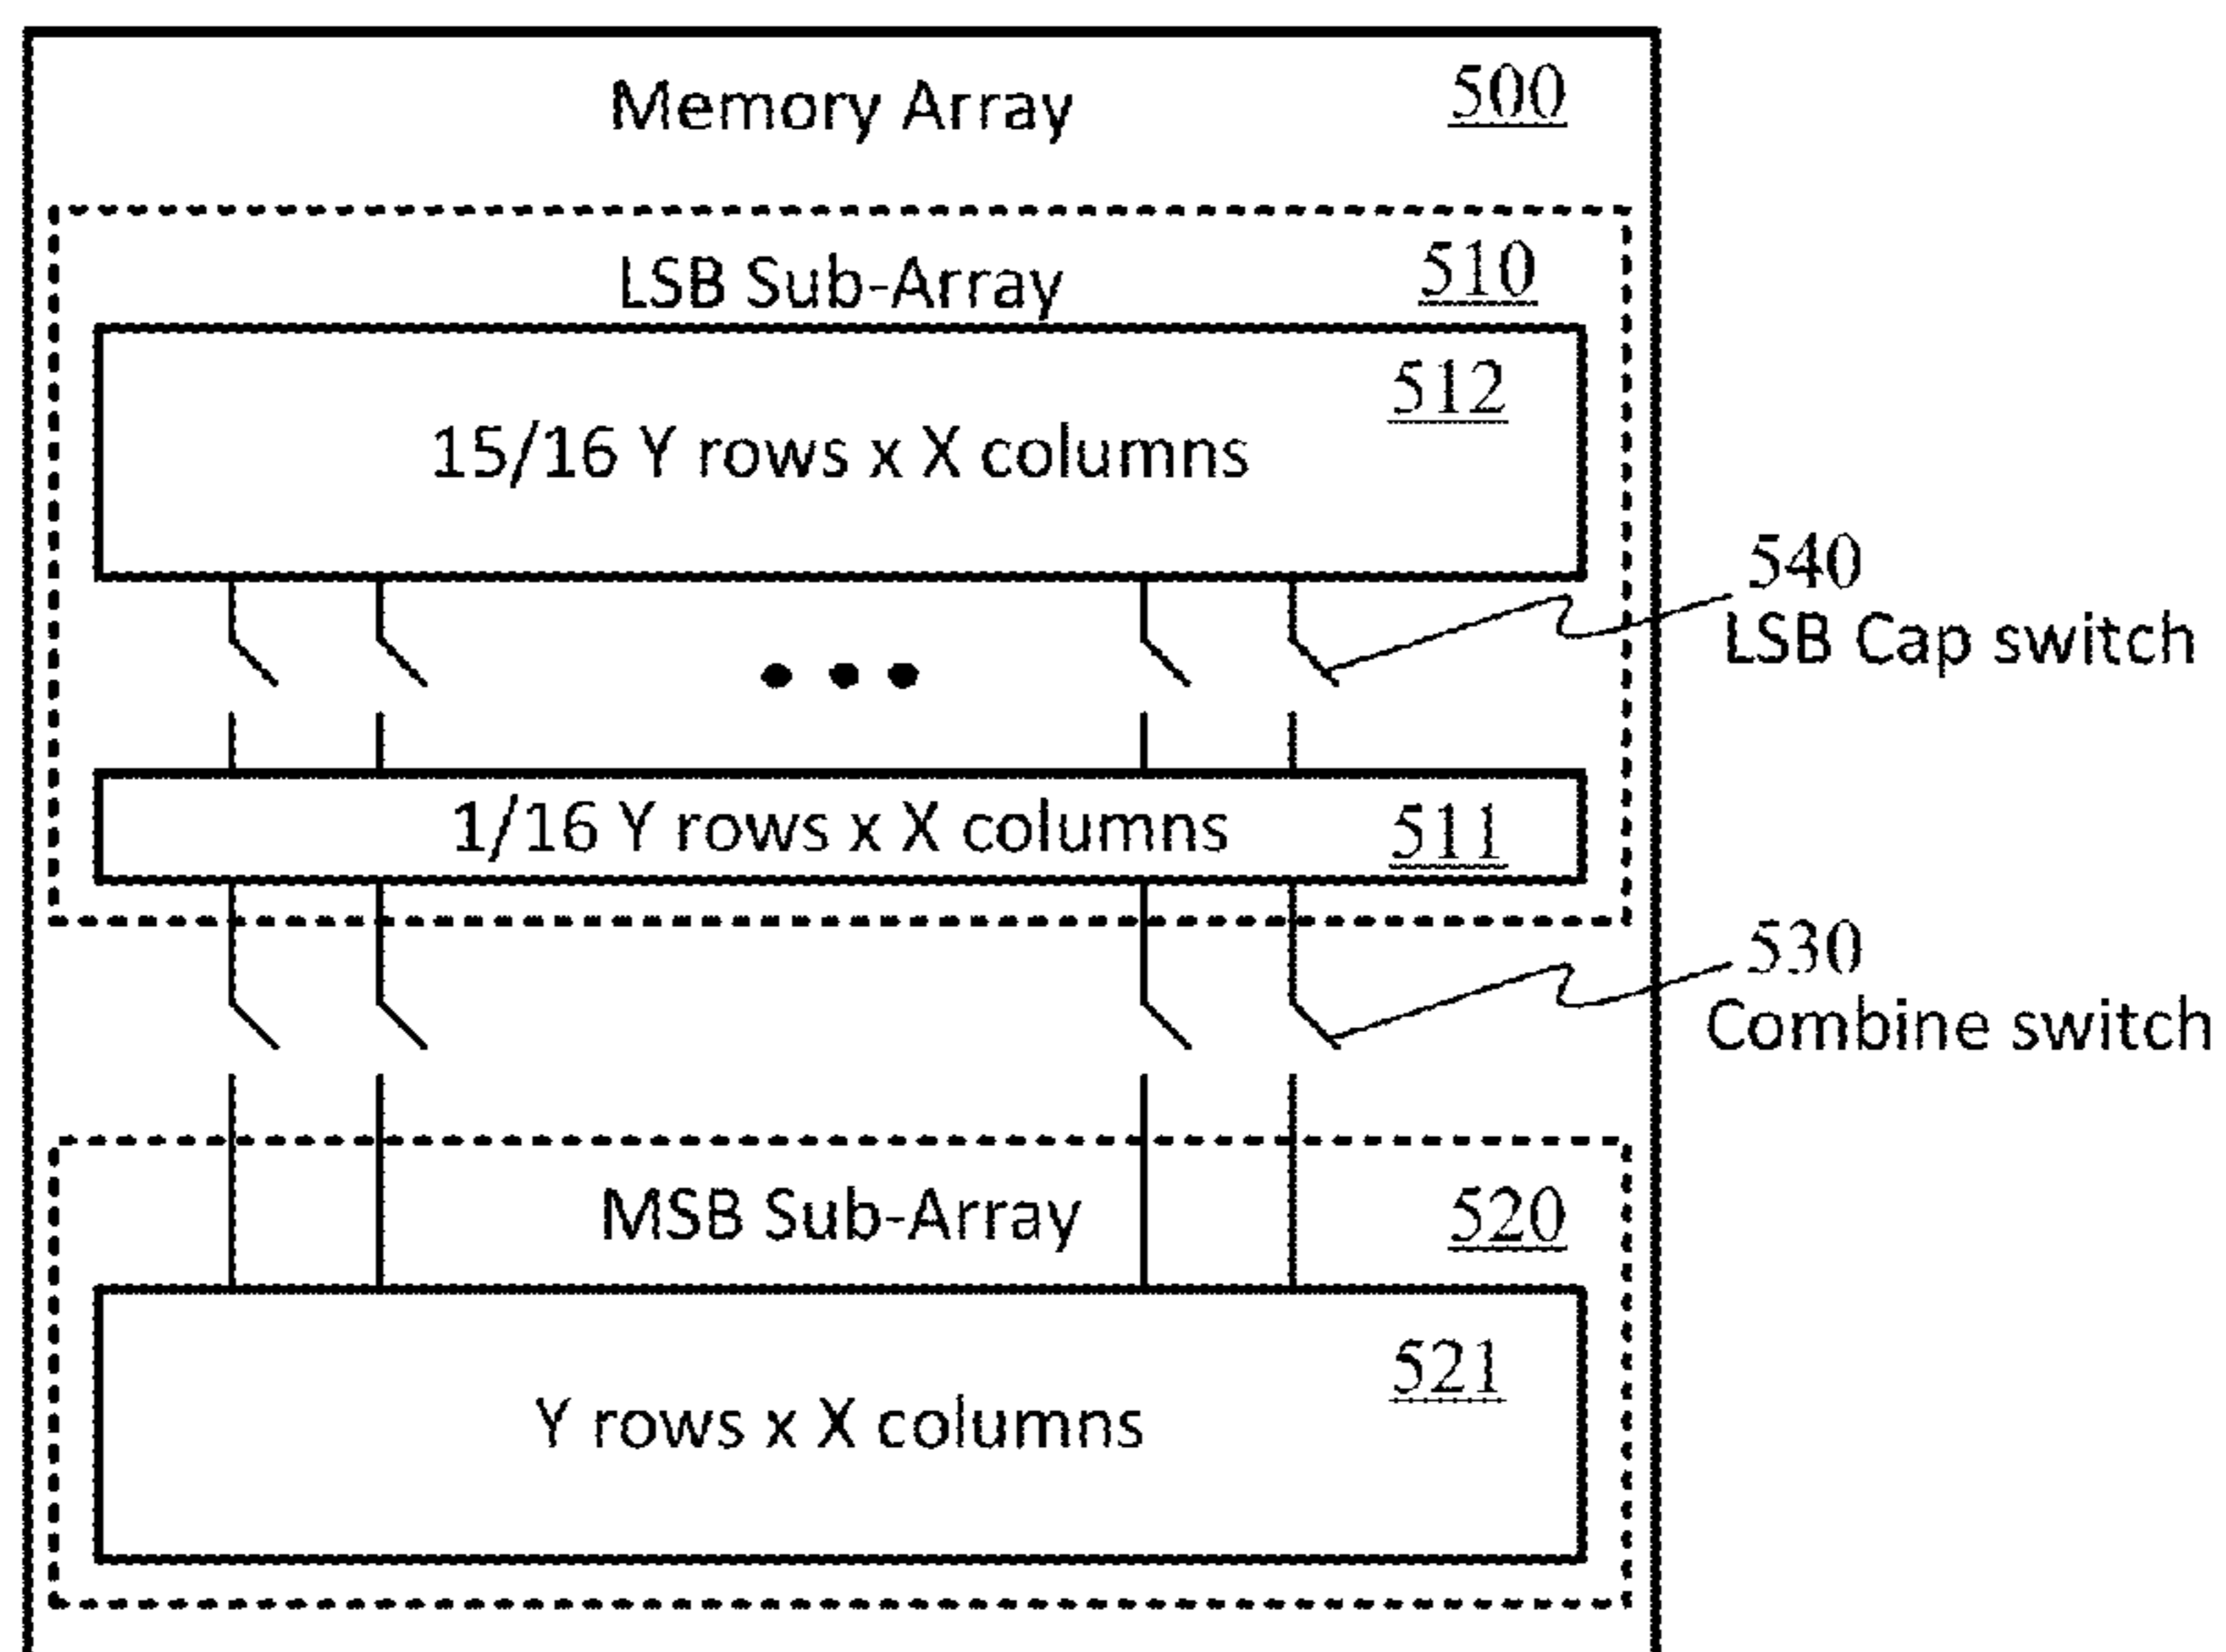 Memory Array 500
LSB Sub-Array 510
512
15/16 Y rows x X columns
540
LSB Cap switch
1/16 Y rows x X columns 511
530
Combine switch
MSB Sub-Array 520
521
Y rows x X columns